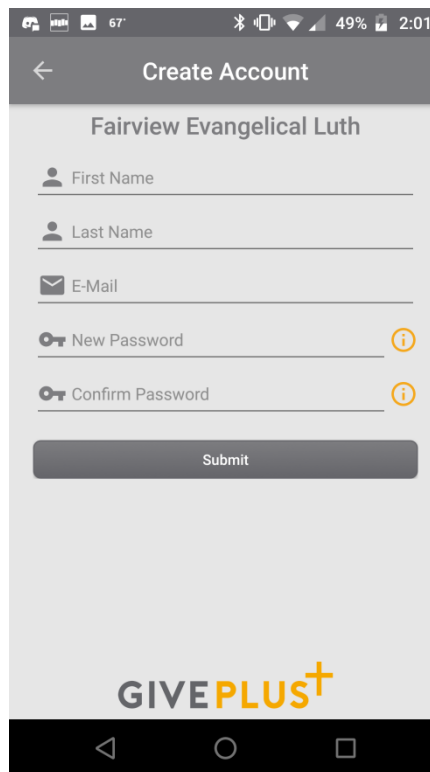 67° 49% 2:01
Create Account
Fairview Evangelical Luth
First Name
Last Name
E-Mail
New Password
Confirm Password
Submit
GIVEPLUS+